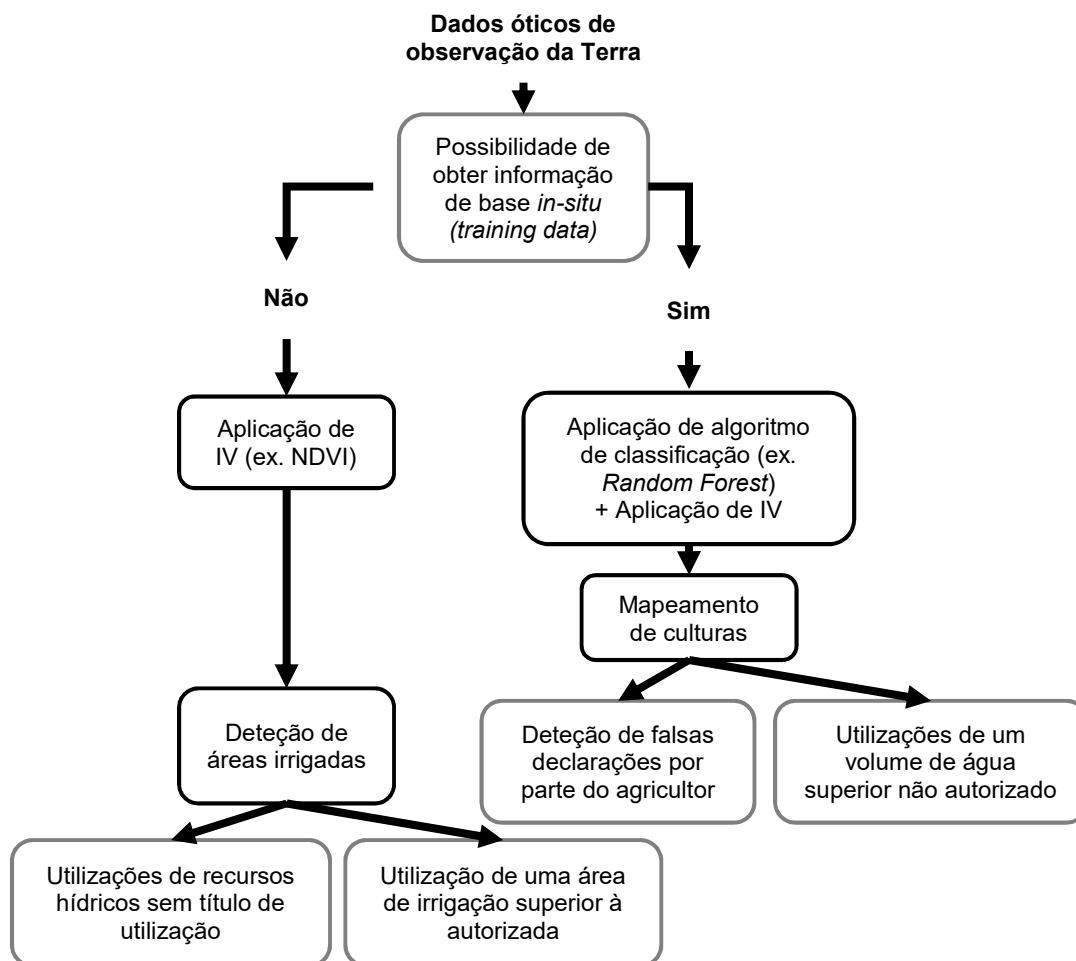 Dados óticos de
observação da Terra
Possibilidade de
obter informação
de base in-situ
(training data)
Não
Sim
Aplicação de
IV (ex. NDVI)
Aplicação de algoritmo
de classificação (ex.
Random Forest)
+ Aplicação de IV
Mapeamento
de culturas
Deteção de
áreas irrigadas
Deteção de falsas
declarações por
parte do agricultor
Utilizações de um
volume de água
superior não autorizado
Utilizações de recursos
hídricos sem título de
utilização
Utilização de uma área
de irrigação superior à
autorizada